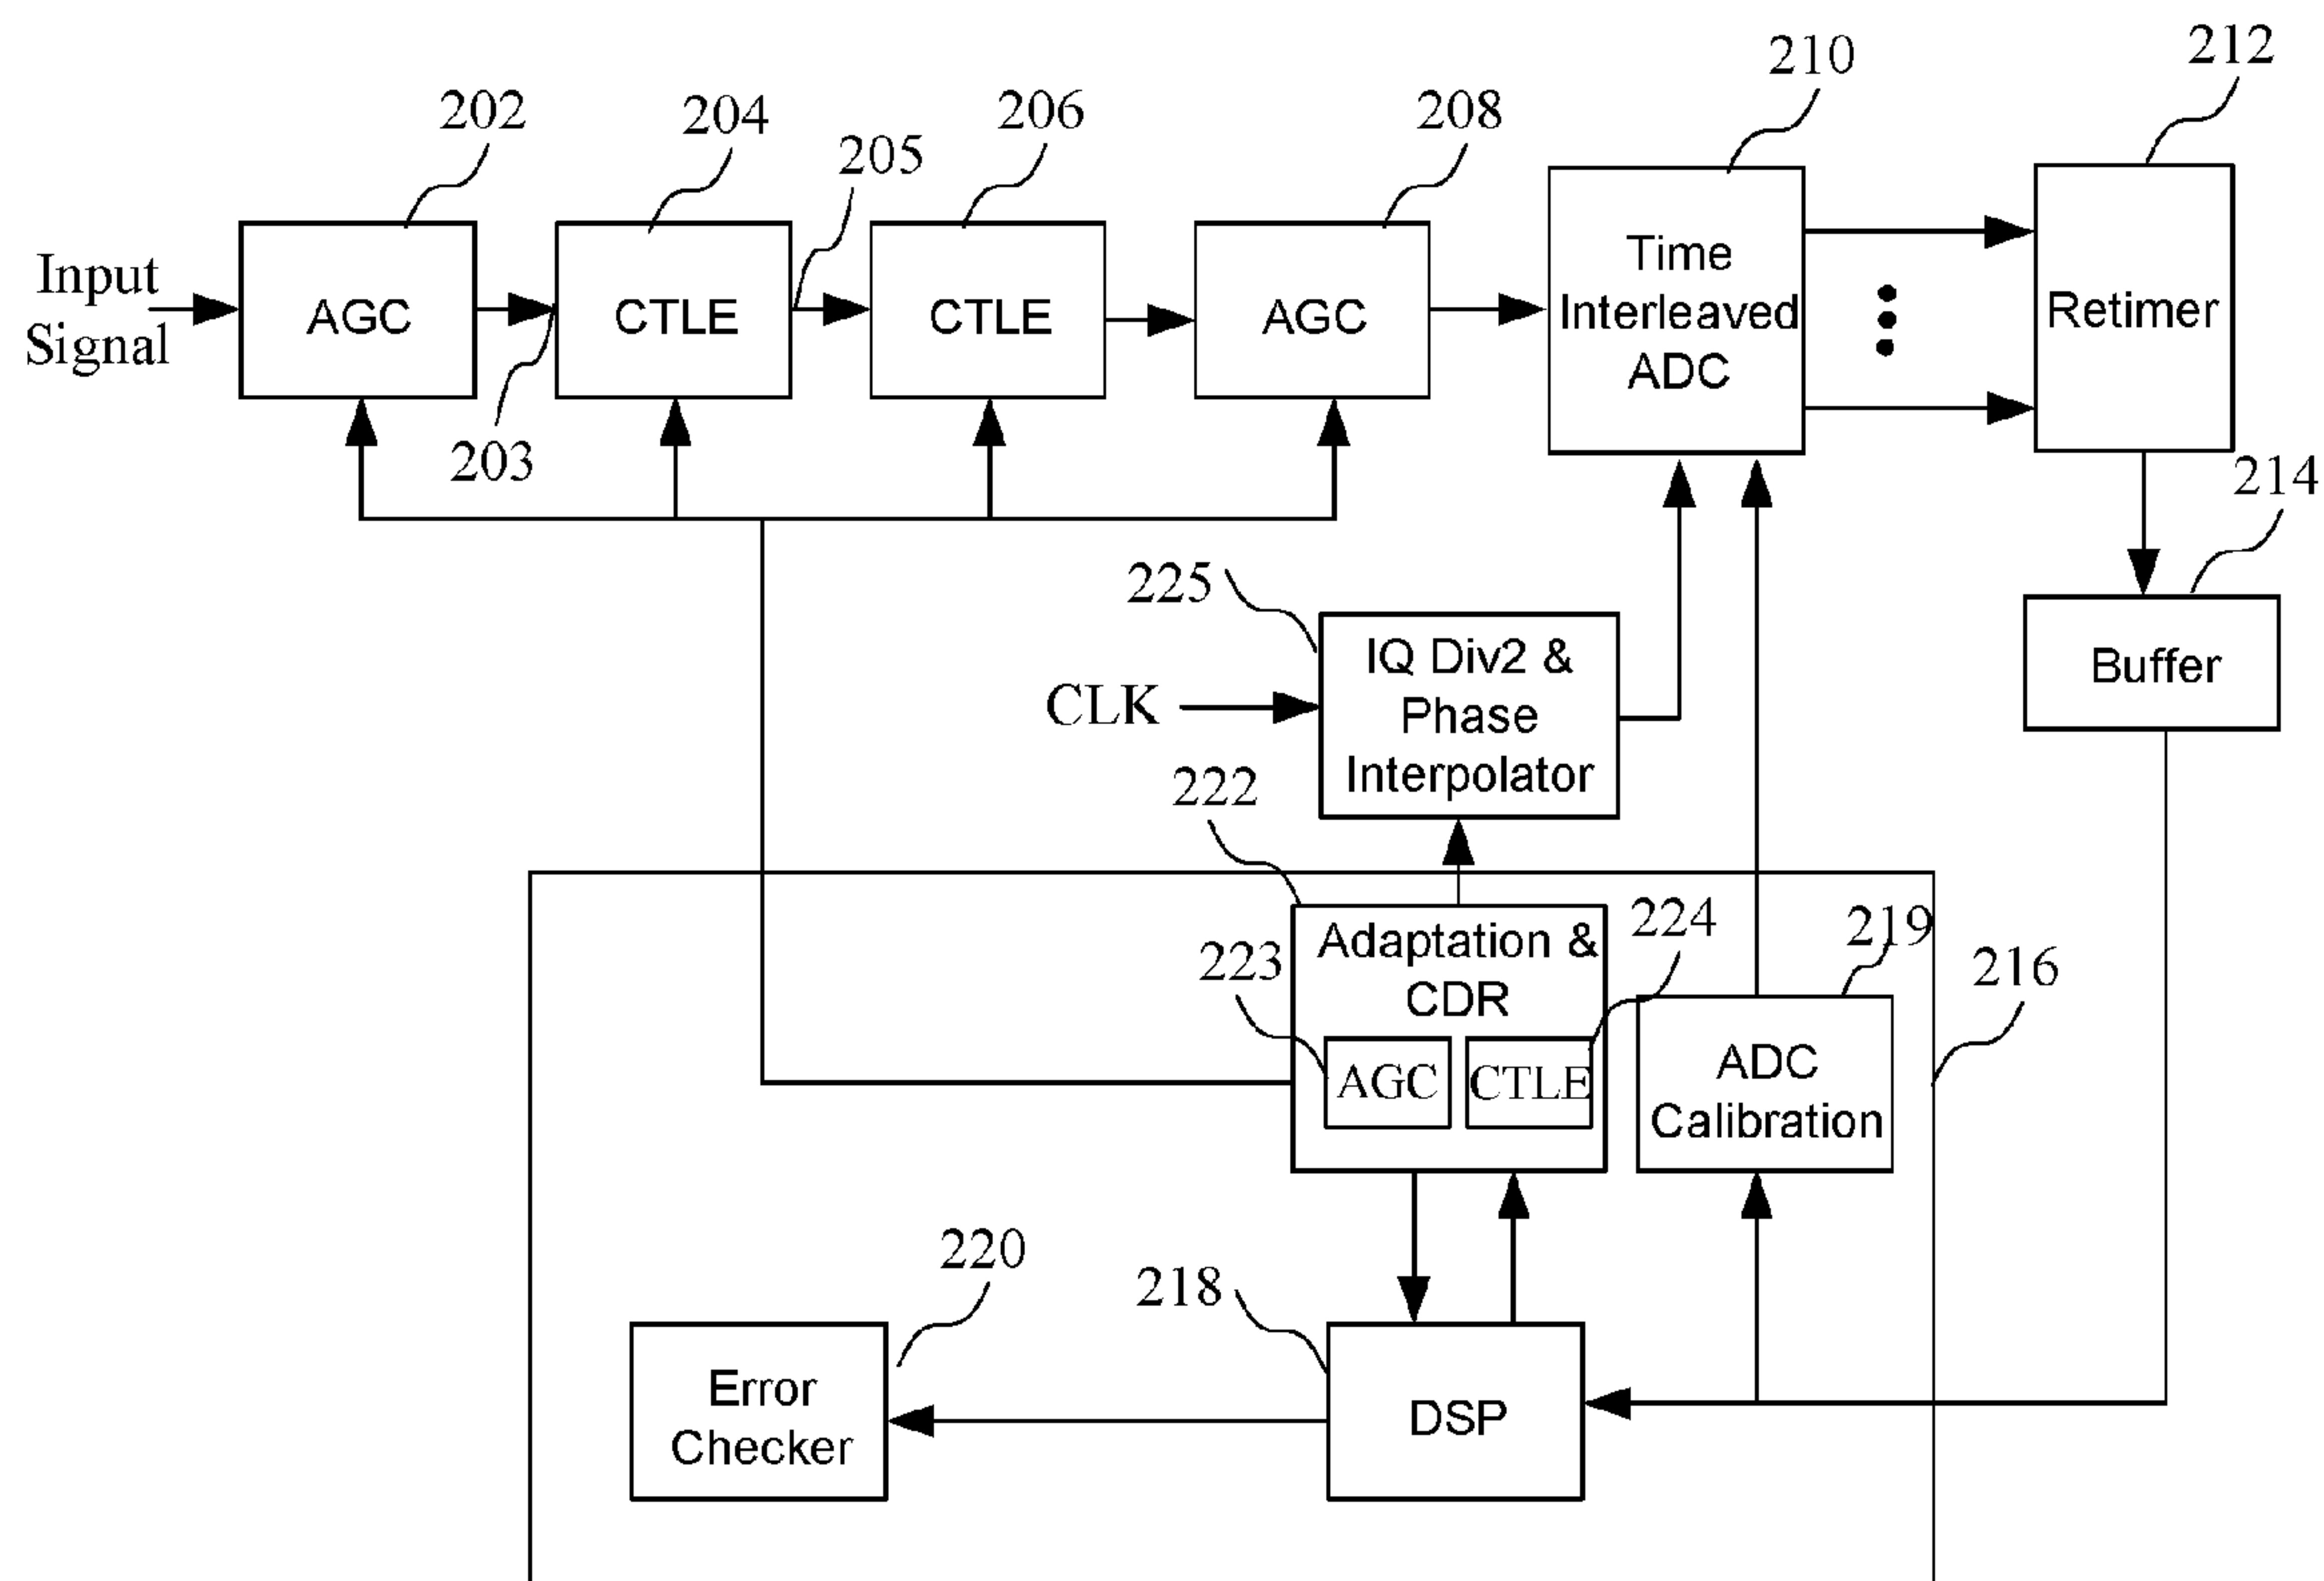 210
212
202
204
206
208
205
Input
Signal
AGC
CTLE
CTLE
AGC
Time
Interleaved
ADC
Retimer
203
214
225
IQ Div2 &
Phase
Interpolator
CLK
Buffer
222
224
219
216
223
Adaptation &
CDR
AGC
CTLE
ADC
Calibration
220
218
Error
Checker
DSP